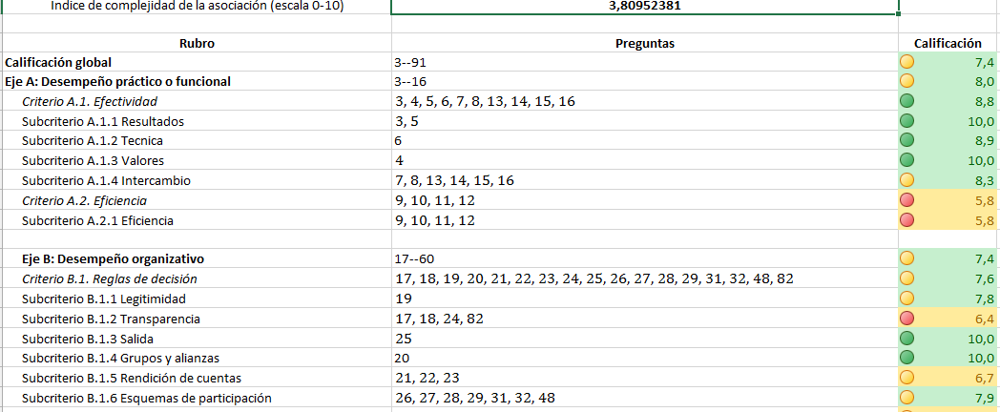 Indice de complejidad de la asociación (escala 0-10) 3,80952381
Rubro Preguntas Calificación
Calificación global 3--91 7,4
Eje A: Desempeño práctico o funcional 3--16 8,0
Criterio A.1. Efectividad 3, 4, 5, 6, 7, 8, 13, 14, 15, 16 8,8
Subcriterio A.1.1 Resultados 3, 5 10,0
Subcriterio A.1.2 Tecnica 6 8,9
Subcriterio A.1.3 Valores 4 10,0
Subcriterio A.1.4 Intercambio 7, 8, 13, 14, 15, 16 8,3
Criterio A.2. Eficiencia 9, 10, 11, 12 5,8
Subcriterio A.2.1 Eficiencia 9, 10, 11, 12 5,8
Eje B: Desempeño organizativo 17--60 7,4
Criterio B.1. Reglas de decisión 17, 18, 19, 20, 21, 22, 23, 24, 25, 26, 27, 28, 29, 31, 32, 48, 82 7,6
Subcriterio B.1.1 Legitimidad 19 7,8
Subcriterio B.1.2 Transparencia 17, 18, 24, 82 6,4
Subcriterio B.1.3 Salida 25 10,0
Subcriterio B.1.4 Grupos y alianzas 20 10,0
Subcriterio B.1.5 Rendición de cuentas 21, 22, 23 6,7
Subcriterio B.1.6 Esquemas de participación 26, 27, 28, 29, 31, 32, 48 7,9